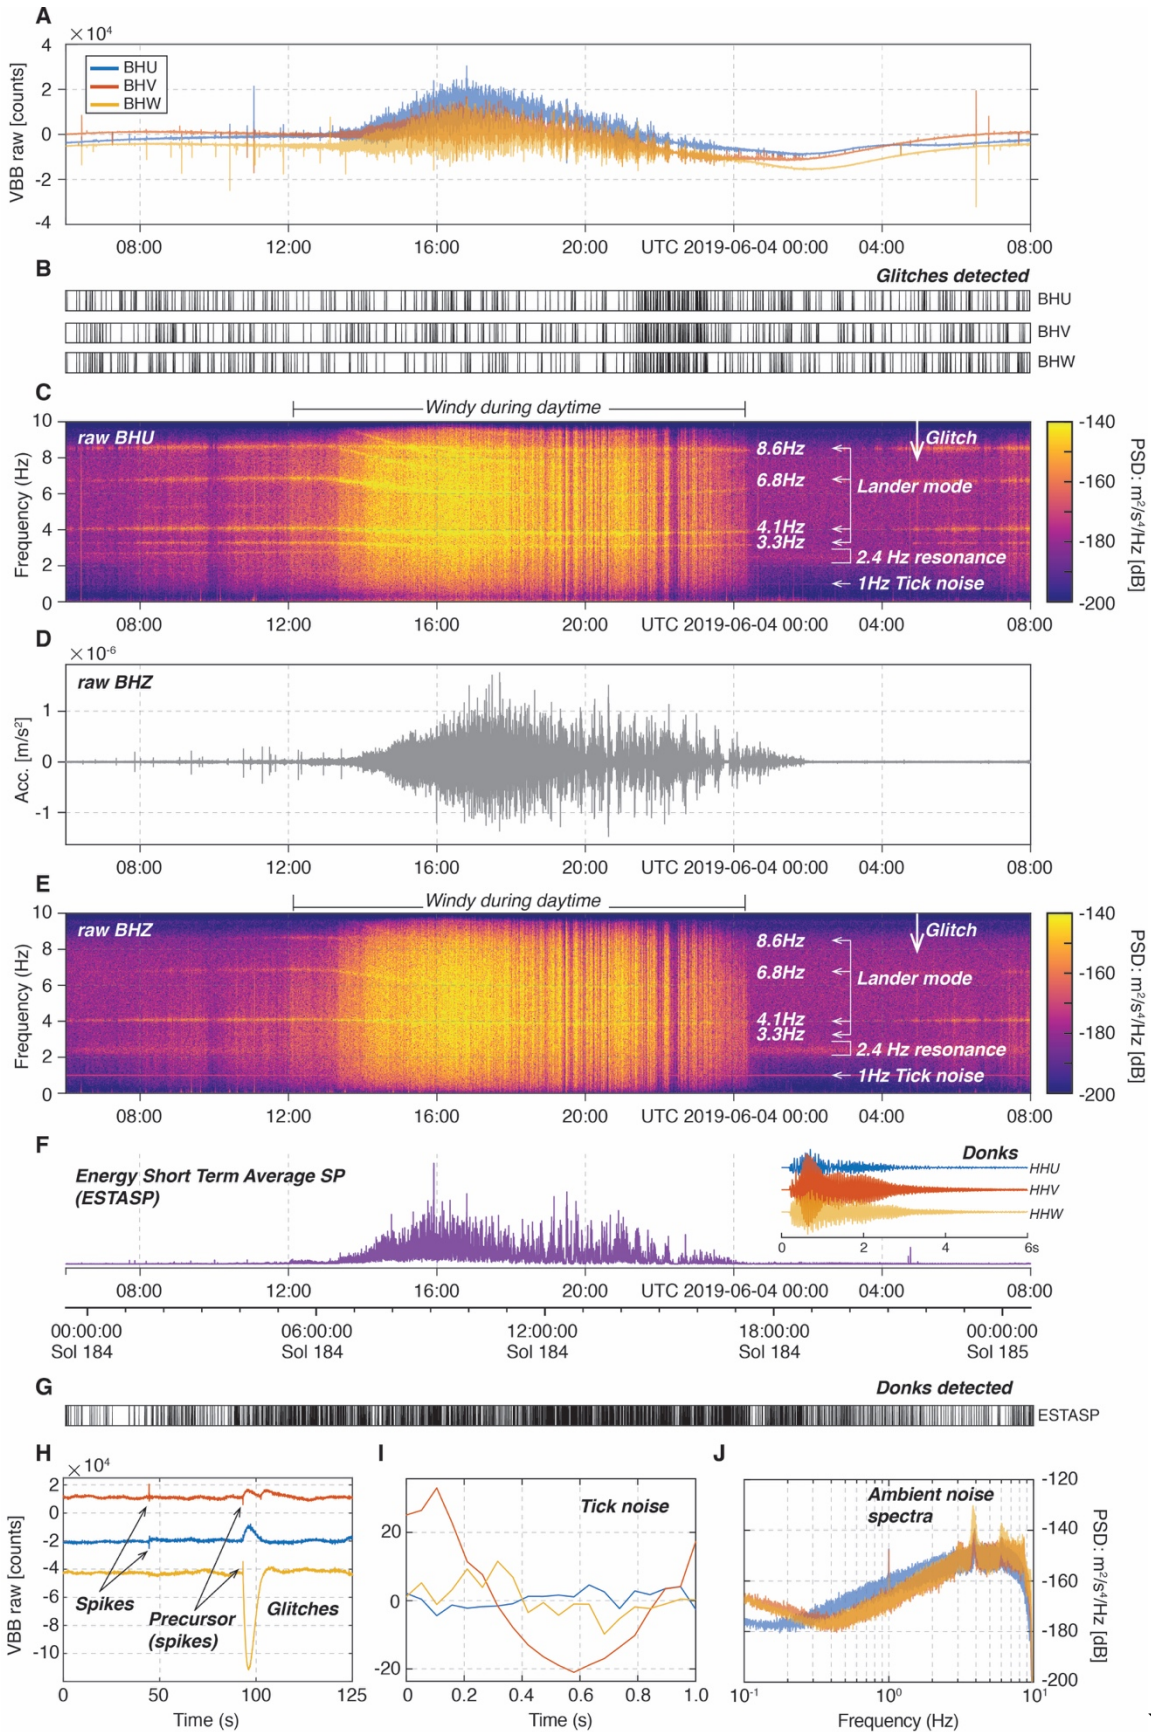 A
×10⁴
4
2
0
-2
-4
VBB raw [counts]
BHU
BHV
BHW
08:00 12:00 16:00 20:00 UTC 2019-06-04 00:00 04:00 08:00
B
Glitches detected
BHU
BHV
BHW
C
Windy during daytime
10
8
6
4
2
0
Frequency (Hz)
raw BHU
8.6Hz
6.8Hz
4.1Hz
3.3Hz
Glitch
Lander mode
2.4 Hz resonance
1Hz Tick noise
-140
-160
-180
-200
PSD: m²/s⁴/Hz [dB]
08:00 12:00 16:00 20:00 UTC 2019-06-04 00:00 04:00 08:00
D
×10⁻⁶
raw BHZ
1
0
-1
Acc. [m/s²]
08:00 12:00 16:00 20:00 UTC 2019-06-04 00:00 04:00 08:00
E
Windy during daytime
10
8
6
4
2
0
Frequency (Hz)
raw BHZ
8.6Hz
6.8Hz
4.1Hz
3.3Hz
Glitch
Lander mode
2.4 Hz resonance
1Hz Tick noise
-140
-160
-180
-200
PSD: m²/s⁴/Hz [dB]
08:00 12:00 16:00 20:00 UTC 2019-06-04 00:00 04:00 08:00
F
Energy Short Term Average SP
(ESTASP)
Donks
HHU
HHV
HHW
0 2 4 6s
08:00 12:00 16:00 20:00 UTC 2019-06-04 00:00 04:00 08:00
00:00:00 06:00:00 12:00:00 18:00:00 00:00:00
Sol 184 Sol 184 Sol 184 Sol 184 Sol 185
G
Donks detected
ESTASP
H
×10⁴
2
0
-2
-4
-6
-8
-10
VBB raw [counts]
Spikes
Precursor
(spikes)
Glitches
0 50 100 125
Time (s)
I
Tick noise
20
0
-20
0 0.2 0.4 0.6 0.8 1.0
Time (s)
J
Ambient noise
spectra
-120
-140
-160
-180
-200
PSD: m²/s⁴/Hz [dB]
10⁻¹ 10⁰ 10¹
Frequency (Hz)